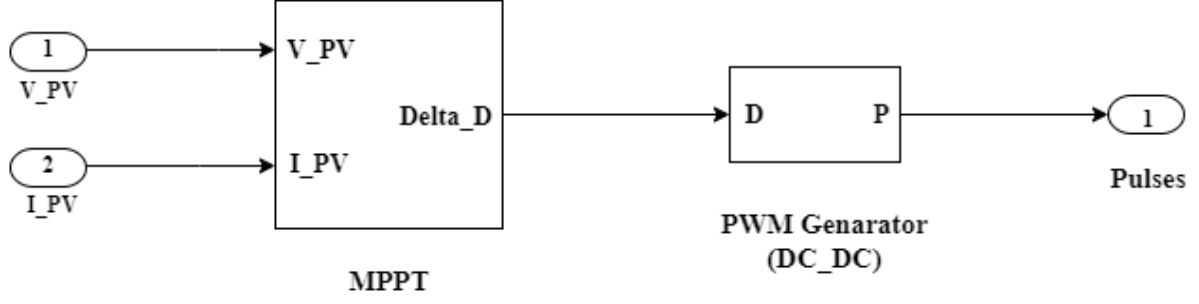 1
V_PV
2
I_PV
V_PV
I_PV
Delta_D
MPPT
D
P
PWM Genarator
(DC_DC)
1
Pulses